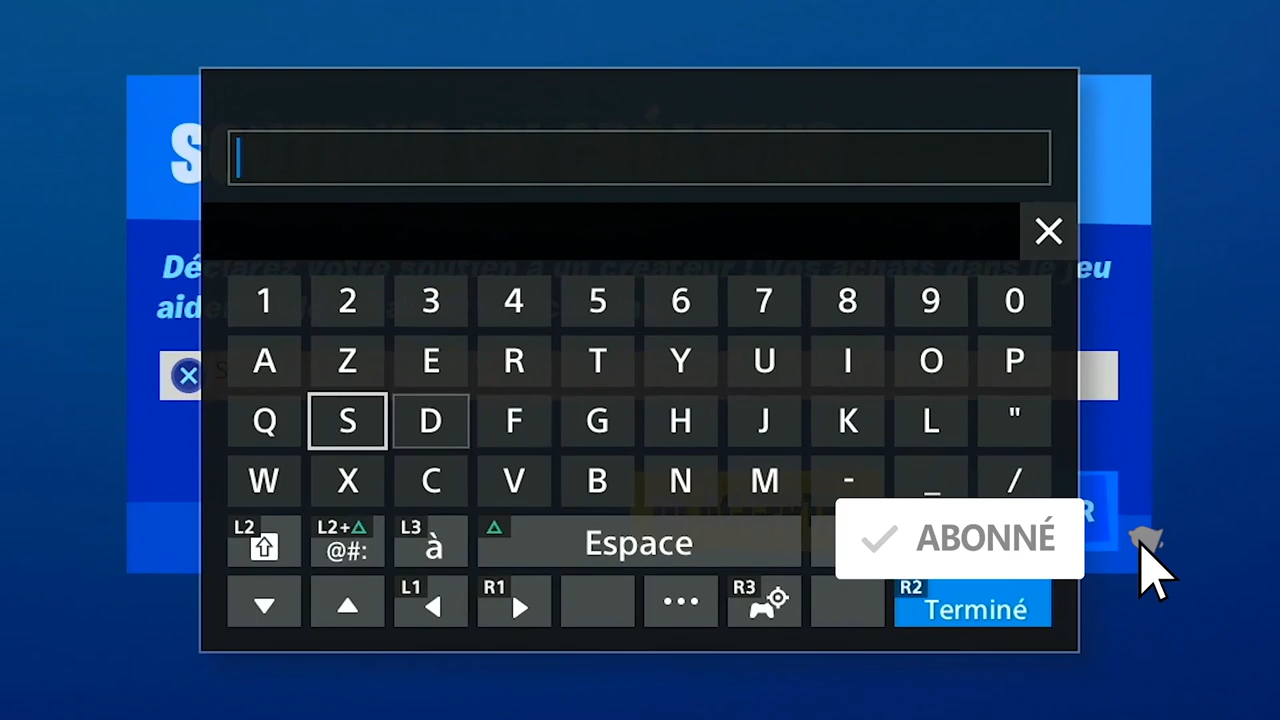 S
Déclarez votre soutien à un créateur ! Vos achats dans le jeu
aide
1 2 3 4 5 6 7 8 9 0
A Z E R T Y U I O P
Q S D F G H J K L "
W X C V B N M - _ /
L2 L2+△ @#: L3 à △ Espace
ABONNÉ
R
L1 R1 ... R3 R2 Terminé